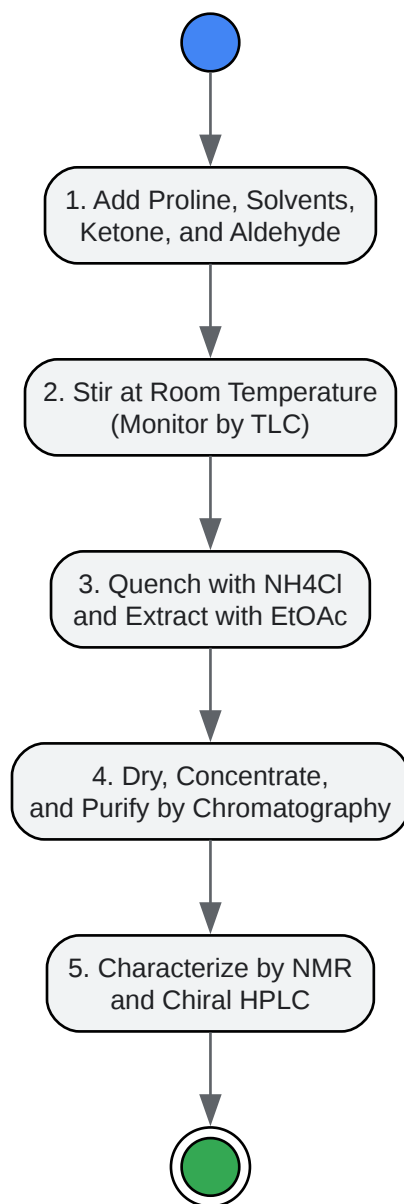 1. Add Proline, Solvents,
Ketone, and Aldehyde
2. Stir at Room Temperature
(Monitor by TLC)
3. Quench with NH4Cl
and Extract with EtOAc
4. Dry, Concentrate,
and Purify by Chromatography
5. Characterize by NMR
and Chiral HPLC